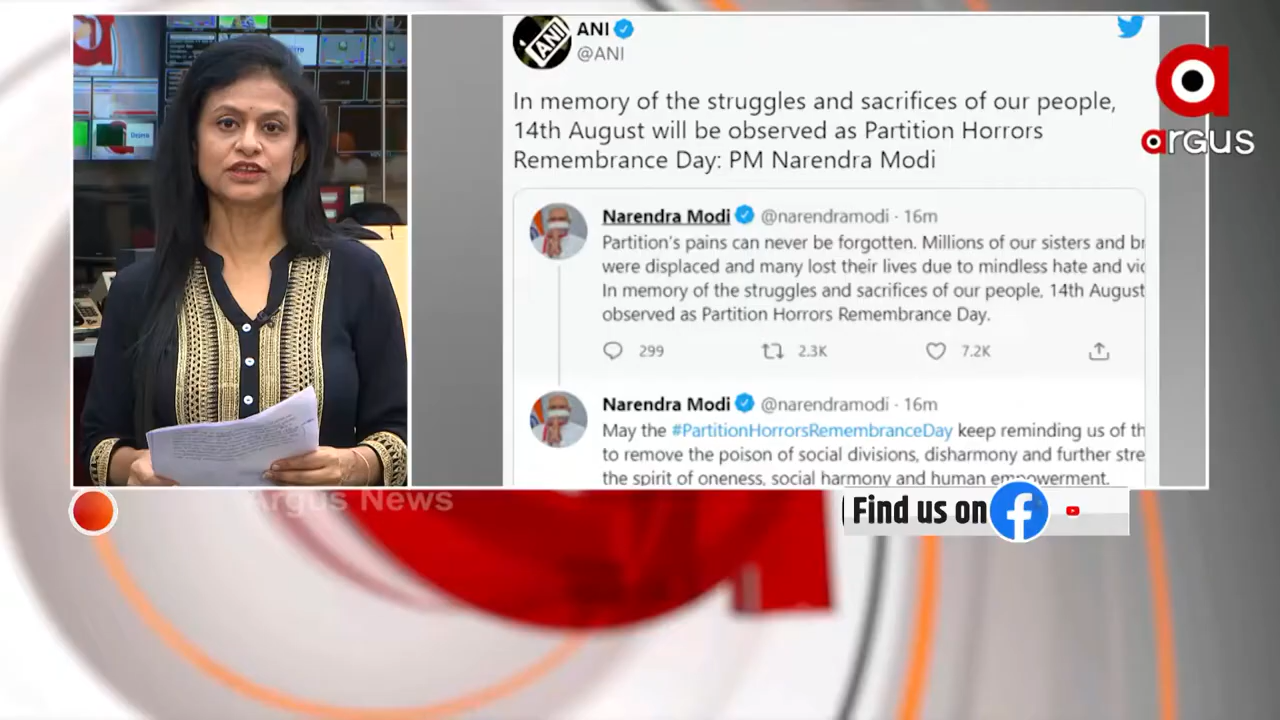 ANI
@ANI
In memory of the struggles and sacrifices of our people,
14th August will be observed as Partition Horrors
Remembrance Day: PM Narendra Modi
Narendra Modi @narendramodi · 16m
Partition's pains can never be forgotten. Millions of our sisters and br
were displaced and many lost their lives due to mindless hate and vio
In memory of the struggles and sacrifices of our people, 14th August
observed as Partition Horrors Remembrance Day.
299 2.3K 7.2K
Narendra Modi @narendramodi · 16m
May the #PartitionHorrorsRemembranceDay keep reminding us of th
to remove the poison of social divisions, disharmony and further stre
the spirit of oneness, social harmony and human empowerment.
argus
Argus News
Find us on